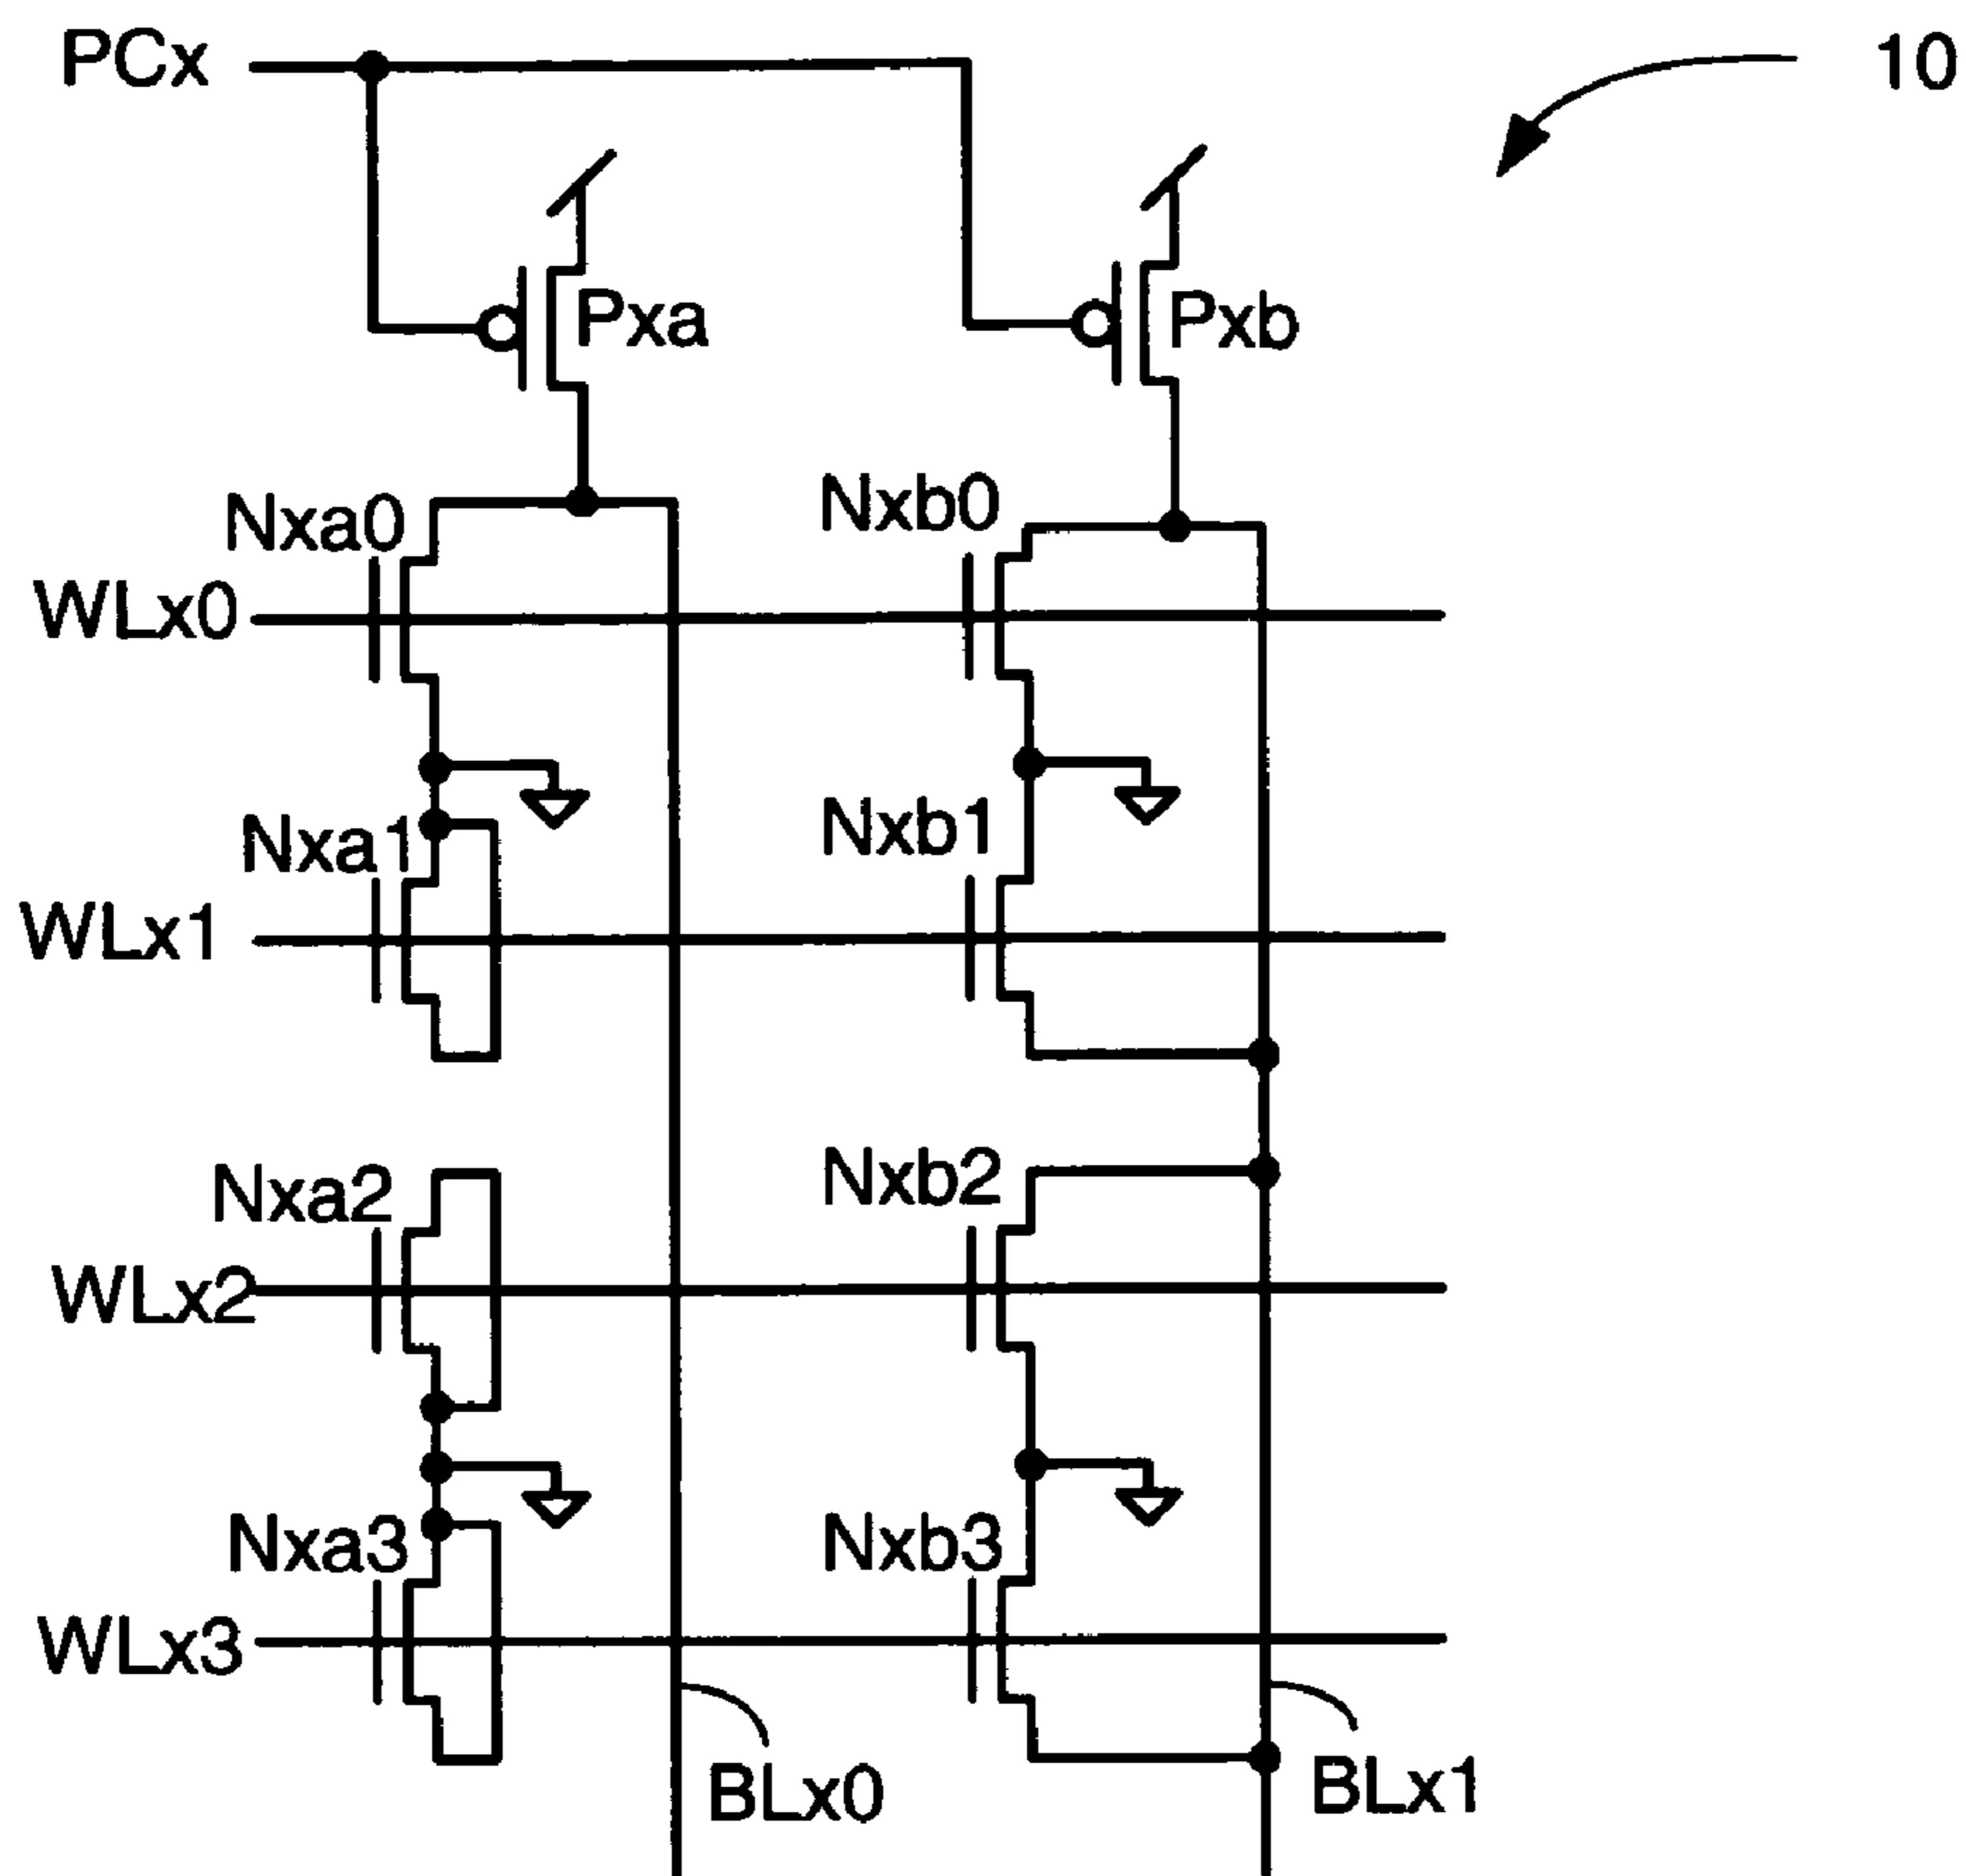 PCx
10
Pxa
Pxb
Nxa0
Nxb0
WLx0
Nxa1
Nxb1
WLx1
Nxa2
Nxb2
WLx2
Nxa3
Nxb3
WLx3
BLx0
BLx1